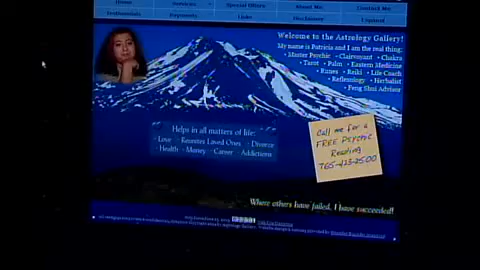 Home Services Special Offers About Me Contact Me
Testimonials Payments Links Disclaimer
Welcome to the Astrology Gallery!
My name is Patricia and I am the real thing:
• Master Psychic • Clairvoyant • Chakra
• Tarot • Palm • Eastern Medicine
• Runes • Reiki • Life Coach
• Reflexology • Herbalist
• Feng Shui Advisor
Helps in all matters of life:
• Love • Reunites Loved Ones • Divorce
• Health • Money • Career • Addictions
Call me for a
FREE Psychic
Reading
765-423-2500
Where others have failed, I have succeeded!